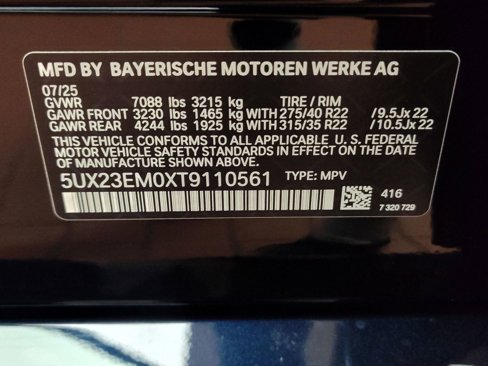 MFD BY BAYERISCHE MOTOREN WERKE AG
07/25
GVWR 7088 lbs 3215 kg TIRE / RIM
GAWR FRONT 3230 lbs 1465 kg WITH 275/40 R22 / 9.5Jx 22
GAWR REAR 4244 lbs 1925 kg WITH 315/35 R22 / 10.5Jx 22
THIS VEHICLE CONFORMS TO ALL APPLICABLE U. S. FEDERAL
MOTOR VEHICLE SAFETY STANDARDS IN EFFECT ON THE DATE
OF MANUFACTURE SHOWN ABOVE.
5UX23EM0XT9110561 TYPE: MPV
416
7 320 729